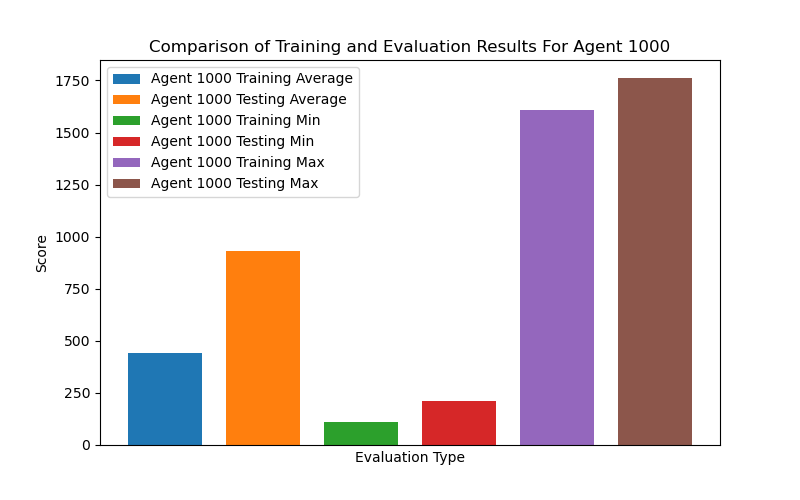 Comparison of Training and Evaluation Results For Agent 1000
Agent 1000 Training Average
Agent 1000 Testing Average
Agent 1000 Training Min
Agent 1000 Testing Min
Agent 1000 Training Max
Agent 1000 Testing Max
1750
1500
1250
1000
750
500
250
0
Score
Evaluation Type